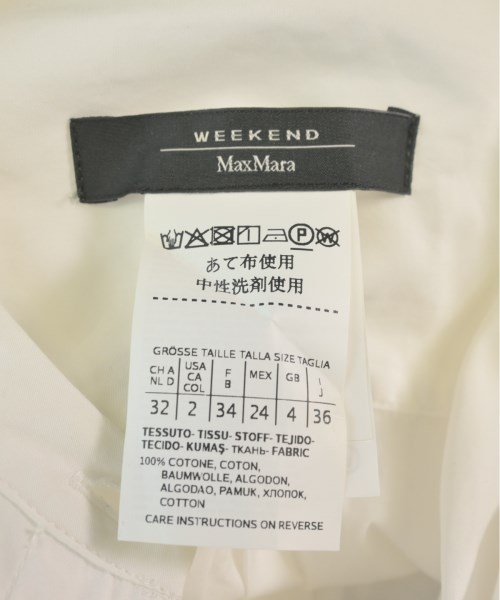 WEEKEND
MaxMara
P W
あて布使用
中性洗剤使用
GRÖSSE TAILLE TALLA SIZE TAGLIA
CH A NL D USA CA COL F B MEX GB I J
32 2 34 24 4 36
TESSUTO- TISSU- STOFF- TEJIDO-
TECIDO- KUMAŞ- ТКАНЬ- FABRIC
100% COTONE, COTON,
BAUMWOLLE, ALGODON,
ALGODAO, PAMUK, ХЛОПОК,
COTTON
CARE INSTRUCTIONS ON REVERSE